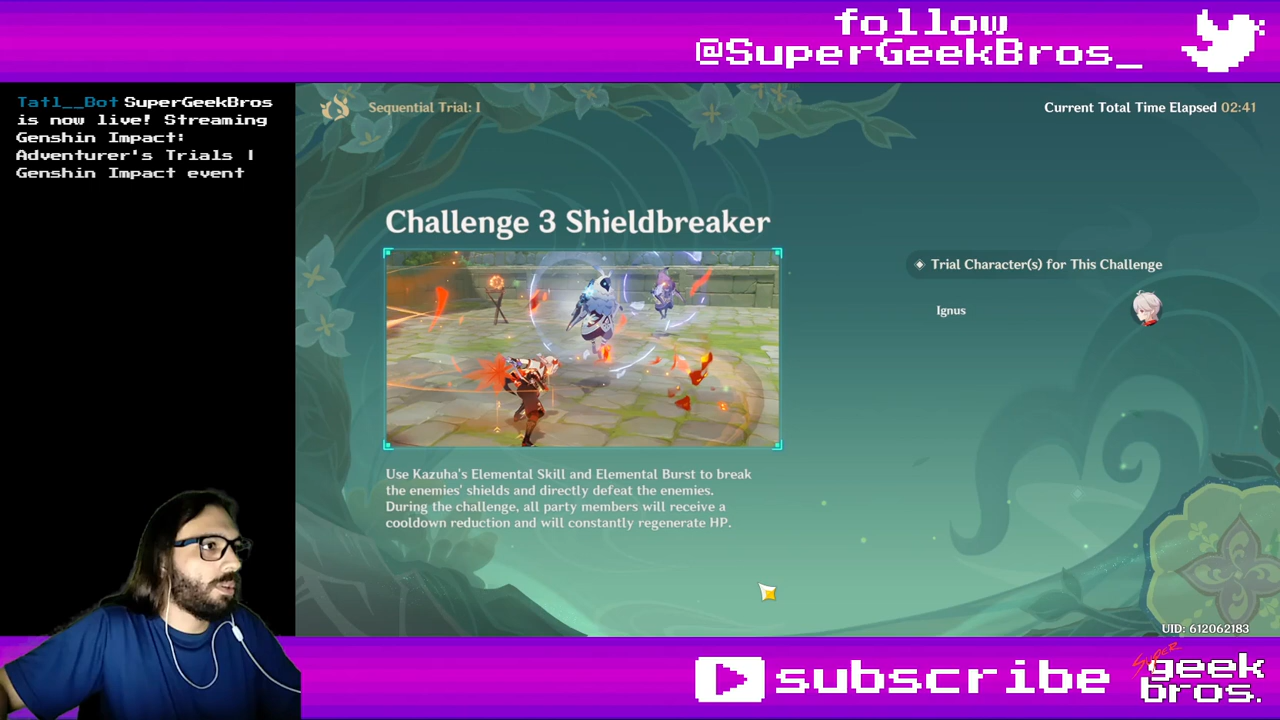 follow
@SuperGeekBros_
Tatl__Bot SuperGeekBros
is now live! Streaming
Genshin Impact:
Adventurer's Trials |
Genshin Impact event
Sequential Trial: I
Current Total Time Elapsed 02:41
Challenge 3 Shieldbreaker
Trial Character(s) for This Challenge
Ignus
Use Kazuha's Elemental Skill and Elemental Burst to break
the enemies' shields and directly defeat the enemies.
During the challenge, all party members will receive a
cooldown reduction and will constantly regenerate HP.
UID: 612062183
subscribe
super
geek
bros.